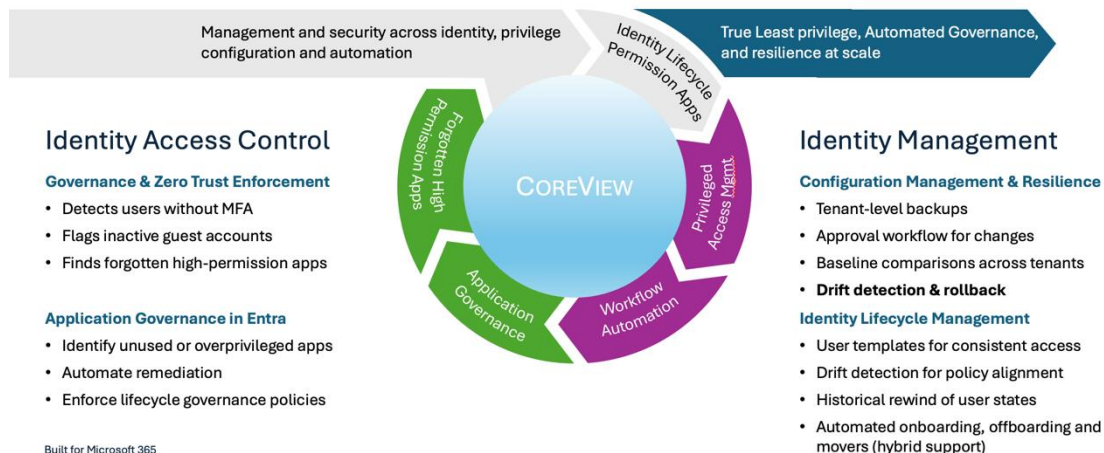 Management and security across identity, privilege
configuration and automation
True Least privilege, Automated Governance,
and resilience at scale
Identity Lifecycle
Permission Apps
Privileged
Access Mgmt
Workflow
Automation
Application
Governance
Forgotten High
Permission Apps
COREVIEW
Identity Access Control
Governance & Zero Trust Enforcement
• Detects users without MFA
• Flags inactive guest accounts
• Finds forgotten high-permission apps
Application Governance in Entra
• Identify unused or overprivileged apps
• Automate remediation
• Enforce lifecycle governance policies
Built for Microsoft 365
Identity Management
Configuration Management & Resilience
• Tenant-level backups
• Approval workflow for changes
• Baseline comparisons across tenants
• Drift detection & rollback
Identity Lifecycle Management
• User templates for consistent access
• Drift detection for policy alignment
• Historical rewind of user states
• Automated onboarding, offboarding and
movers (hybrid support)